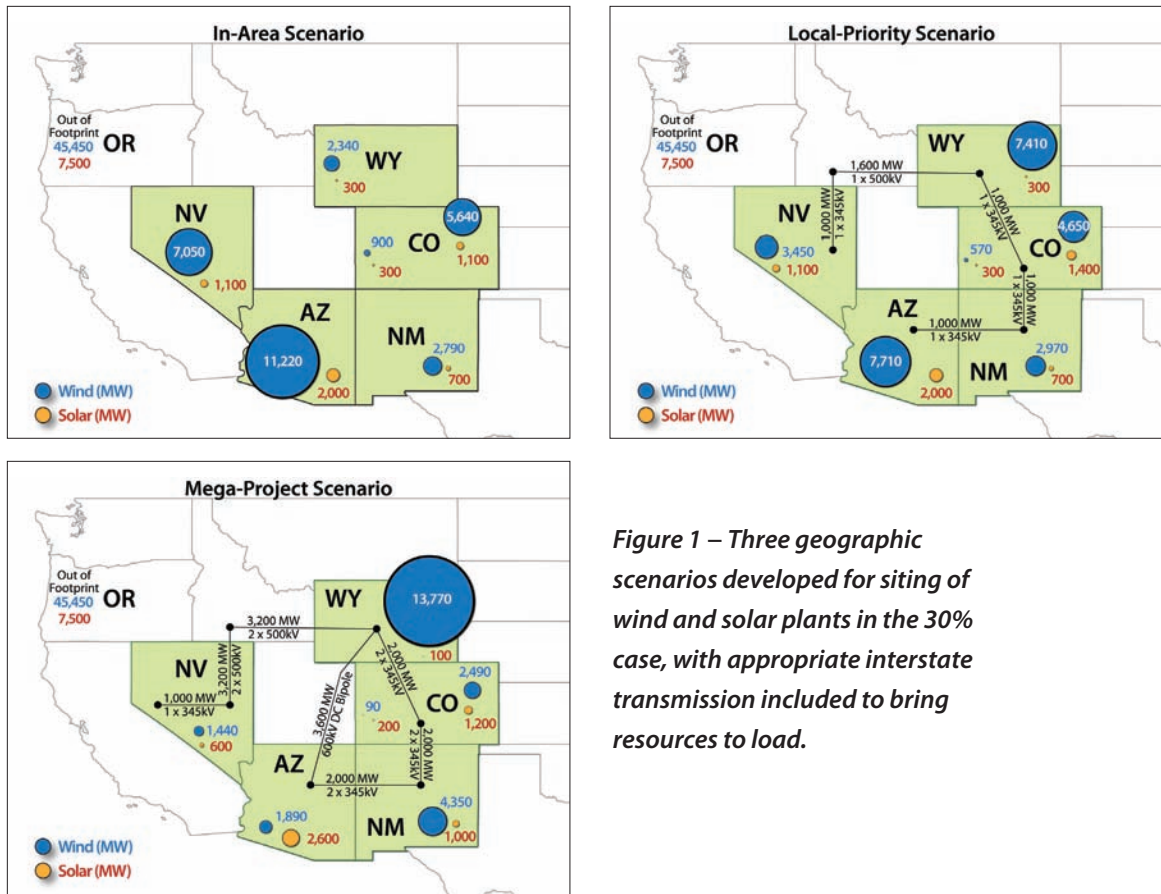 In-Area Scenario
Out of
Footprint
45,450
7,500
OR
2,340
WY
300
NV
7,050
1,100
5,640
900
CO
300
1,100
AZ
11,220
2,000
NM
2,790
700
Wind (MW)
Solar (MW)
Local-Priority Scenario
Out of
Footprint
45,450
7,500
OR
WY
7,410
300
1,600 MW
1 x 500kV
1,000 MW
1 x 345kV
NV
3,450
1,100
1,000 MW
1 x 345kV
4,650
570
CO
300
1,400
1,000 MW
1 x 345kV
AZ
1,000 MW
1 x 345kV
7,710
2,000
NM
2,970
700
Wind (MW)
Solar (MW)
Mega-Project Scenario
Out of
Footprint
45,450
7,500
OR
WY
13,770
100
3,200 MW
2 x 500kV
3,200 MW
2 x 500kV
NV
1,000 MW
1 x 345kV
1,440
600
2,000 MW
2 x 345kV
3,600 MW
600kV DC Bipole
2,490
90
CO
200
1,200
2,000 MW
2 x 345kV
AZ
2,000 MW
2 x 345kV
1,890
2,600
NM
4,350
1,000
Wind (MW)
Solar (MW)
Figure 1 – Three geographic
scenarios developed for siting of
wind and solar plants in the 30%
case, with appropriate interstate
transmission included to bring
resources to load.